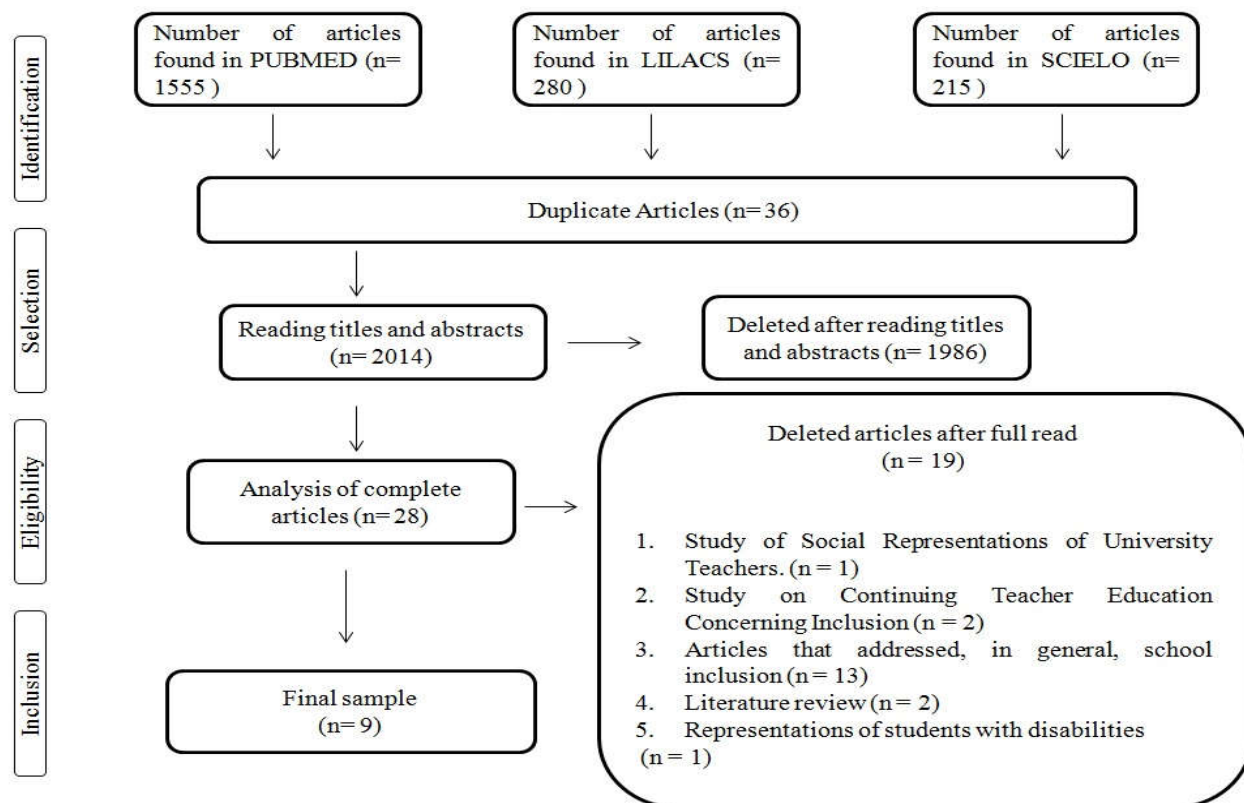 Identification
Number of articles
found in PUBMED (n=
1555 )
Number of articles
found in LILACS (n=
280 )
Number of articles
found in SCIELO (n=
215 )
Duplicate Articles (n=36)
Selection
Reading titles and abstracts
(n=2014)
Deleted after reading titles
and abstracts (n=1986)
Eligibility
Analysis of complete
articles (n=28)
Deleted articles after full read
(n = 19)
1. Study of Social Representations of University
Teachers. (n = 1)
2. Study on Continuing Teacher Education
Concerning Inclusion (n = 2)
3. Articles that addressed, in general, school
inclusion (n = 13)
4. Literature review (n = 2)
5. Representations of students with disabilities
(n = 1)
Inclusion
Final sample
(n=9)